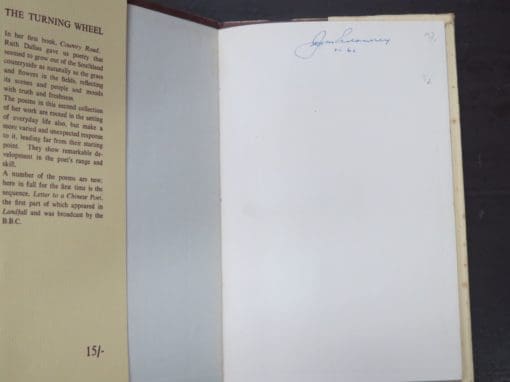 THE TURNING WHEEL
In her first book, Country Road,
Ruth Dallas gave us poetry that
seemed to grow out of the Southland
countryside as naturally as the grass
and flowers in the fields, reflecting
its scenes and people and moods
with truth and freshness.
The poems in this second collection
of her work are rooted in the setting
of everyday life also, but make a
more varied and unexpected response
to it, leading far from their starting
point. They show remarkable de-
velopment in the poet's range and
skill.
A number of the poems are new;
here in full for the first time is the
sequence, Letter to a Chinese Poet,
the first part of which appeared in
Landfall and was broadcast by the
B.B.C.
15/-